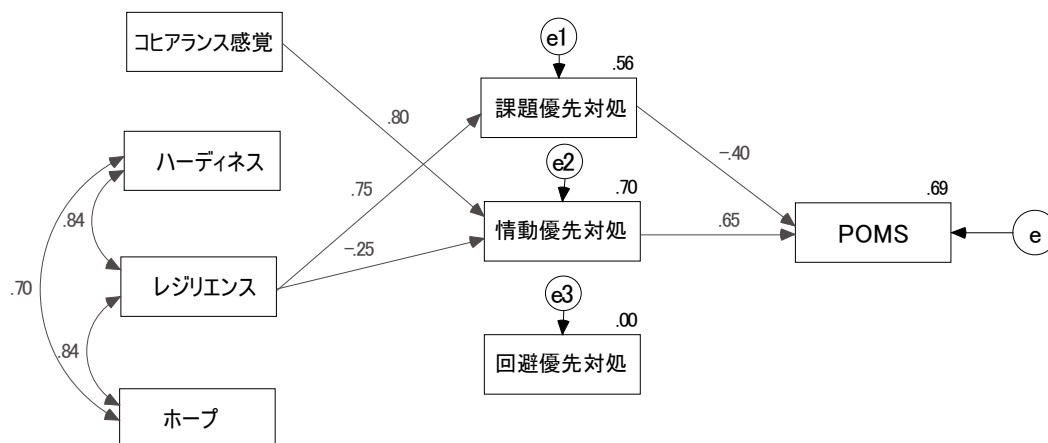 コヒアランス感覚
e1
.56
課題優先対処
.80
-.40
ハーディネス
e2
.75
.70
.69
.84
情動優先対処
.65
POMS
e
-.25
レジリエンス
.70
e3
.00
.84
回避優先対処
ホープ